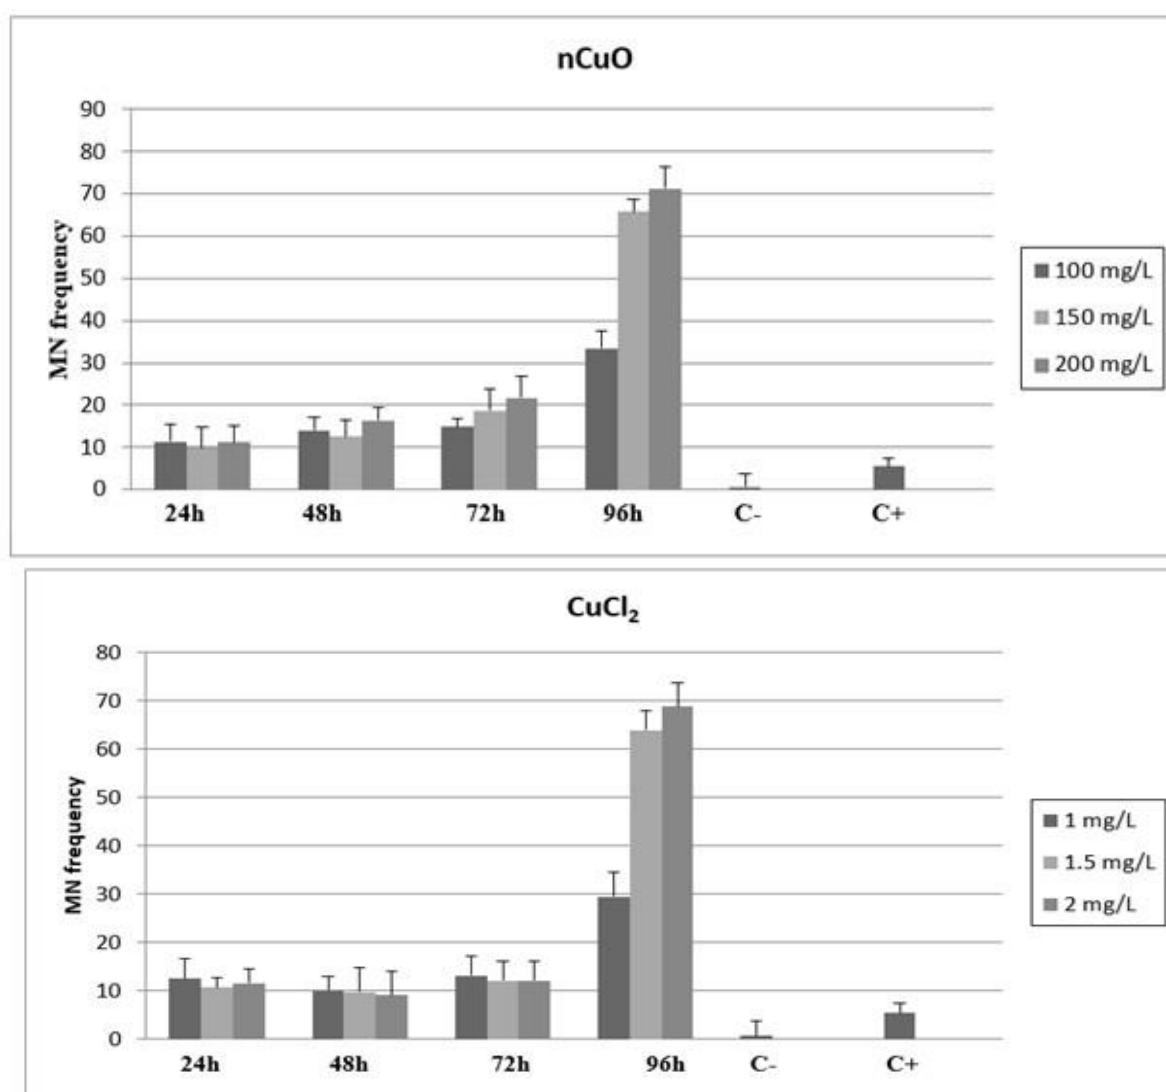 nCuO
90
80
70
60
50
40
30
20
10
0
MN frequency
24h 48h 72h 96h C- C+
100 mg/L
150 mg/L
200 mg/L
CuCl₂
80
70
60
50
40
30
20
10
0
MN frequency
24h 48h 72h 96h C- C+
1 mg/L
1.5 mg/L
2 mg/L